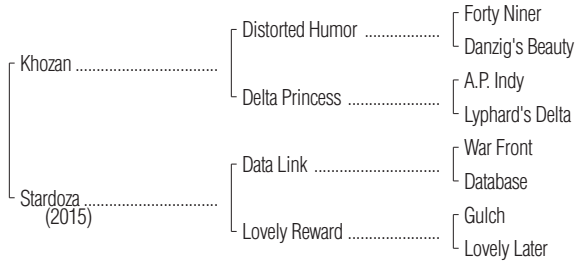 Forty Niner
Distorted Humor ..................
Danzig's Beauty
Khozan ..................................
A.P. Indy
Delta Princess ......................
Lyphard's Delta
War Front
Data Link ..............................
Database
Stardoza ................................
(2015)
Gulch
Lovely Reward ......................
Lovely Later